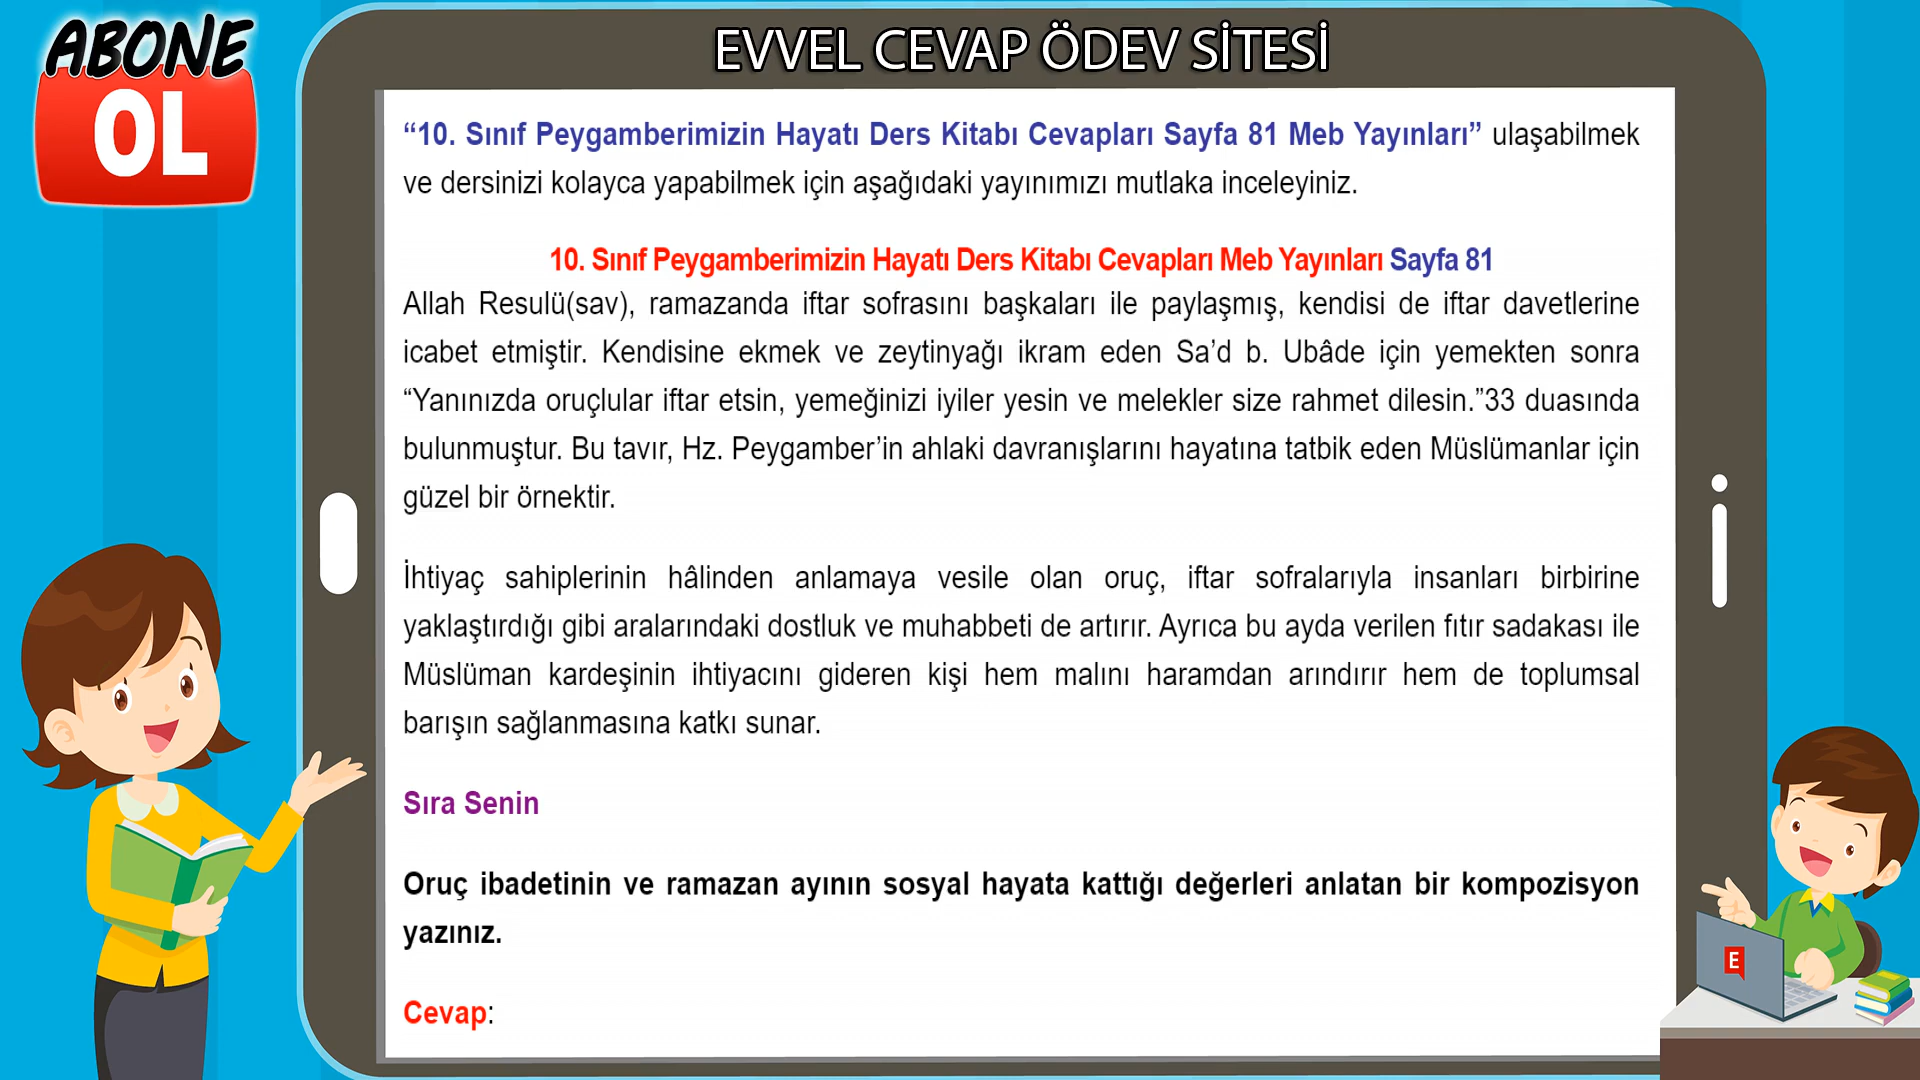 ABONE
OL
EVVEL CEVAP ÖDEV SİTESİ
“10. Sınıf Peygamberimizin Hayatı Ders Kitabı Cevapları Sayfa 81 Meb Yayınları” ulaşabilmek
ve dersinizi kolayca yapabilmek için aşağıdaki yayınımızı mutlaka inceleyiniz.
10. Sınıf Peygamberimizin Hayatı Ders Kitabı Cevapları Meb Yayınları Sayfa 81
Allah Resulü(sav), ramazanda iftar sofrasını başkaları ile paylaşmış, kendisi de iftar davetlerine
icabet etmiştir. Kendisine ekmek ve zeytinyağı ikram eden Sa’d b. Ubâde için yemekten sonra
“Yanınızda oruçlular iftar etsin, yemeğinizi iyiler yesin ve melekler size rahmet dilesin.”33 duasında
bulunmuştur. Bu tavır, Hz. Peygamber’in ahlaki davranışlarını hayatına tatbik eden Müslümanlar için
güzel bir örnektir.
İhtiyaç sahiplerinin hâlinden anlamaya vesile olan oruç, iftar sofralarıyla insanları birbirine
yaklaştırdığı gibi aralarındaki dostluk ve muhabbeti de artırır. Ayrıca bu ayda verilen fıtır sadakası ile
Müslüman kardeşinin ihtiyacını gideren kişi hem malını haramdan arındırır hem de toplumsal
barışın sağlanmasına katkı sunar.
Sıra Senin
Oruç ibadetinin ve ramazan ayının sosyal hayata kattığı değerleri anlatan bir kompozisyon
yazınız.
Cevap:
E